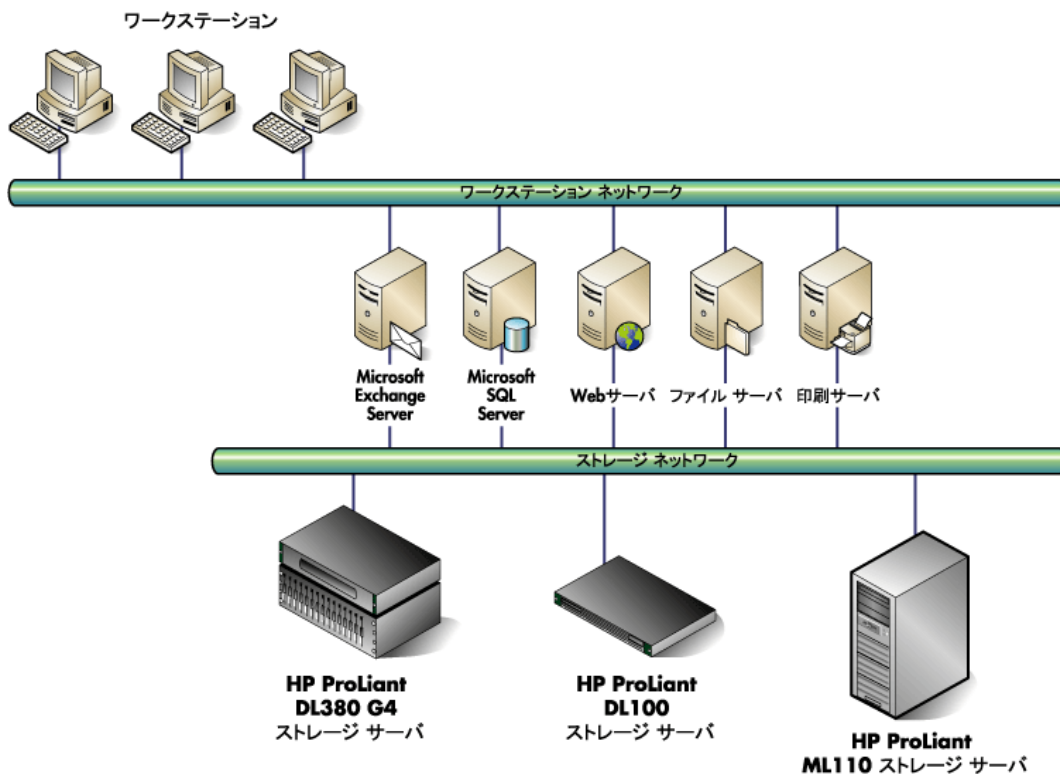 ワークステーション
ワークステーション ネットワーク
Microsoft
Exchange
Server
Microsoft
SQL
Server
Webサーバ
ファイル サーバ
印刷サーバ
ストレージ ネットワーク
HP ProLiant
DL380 G4
ストレージ サーバ
HP ProLiant
DL100
ストレージ サーバ
HP ProLiant
ML110 ストレージ サーバ